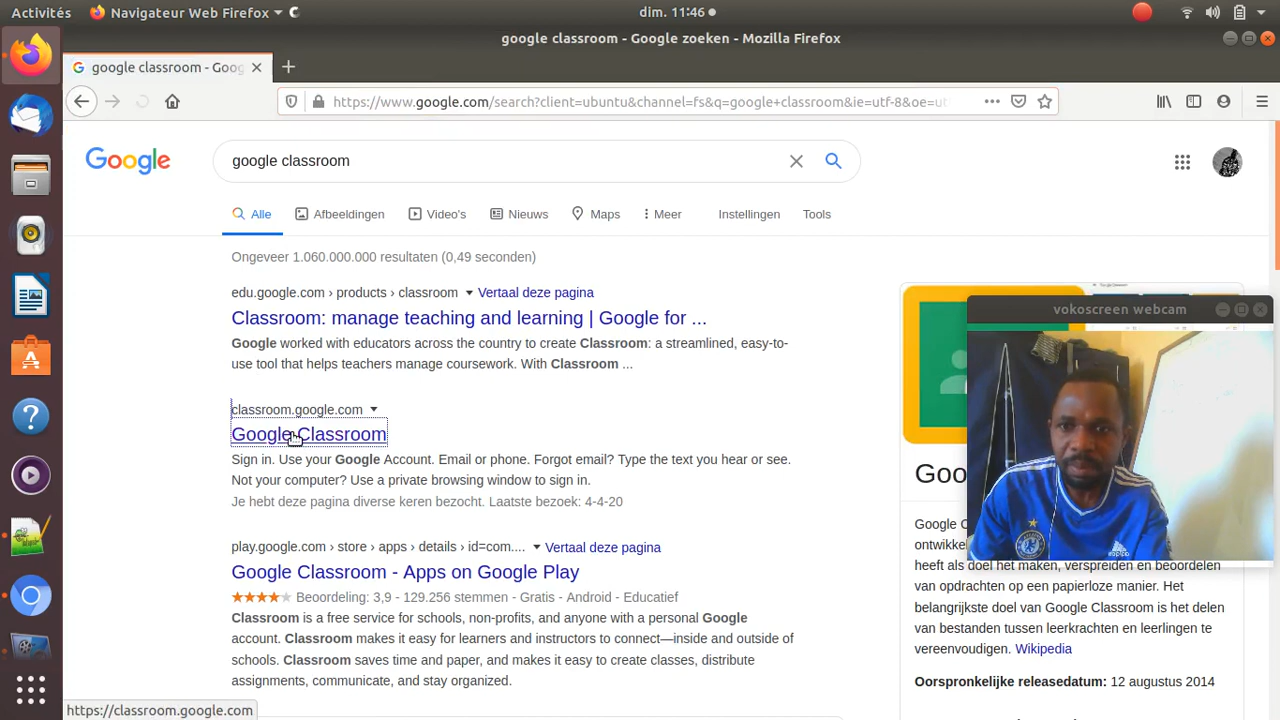 Activités Navigateur Web Firefox dim. 11:46
google classroom - Google zoeken - Mozilla Firefox
google classroom - Goog
https://www.google.com/search?client=ubuntu&channel=fs&q=google+classroom&ie=utf-8&oe=ut
Google google classroom
Alle Afbeeldingen Video's Nieuws Maps Meer Instellingen Tools
Ongeveer 1.060.000.000 resultaten (0,49 seconden)
edu.google.com › products › classroom Vertaal deze pagina
Classroom: manage teaching and learning | Google for ...
Google worked with educators across the country to create Classroom: a streamlined, easy-to-
use tool that helps teachers manage coursework. With Classroom ...
classroom.google.com
Google Classroom
Sign in. Use your Google Account. Email or phone. Forgot email? Type the text you hear or see.
Not your computer? Use a private browsing window to sign in.
Je hebt deze pagina diverse keren bezocht. Laatste bezoek: 4-4-20
play.google.com › store › apps › details › id=com.... Vertaal deze pagina
Google Classroom - Apps on Google Play
Beoordeling: 3,9 - 129.256 stemmen - Gratis - Android - Educatief
Classroom is a free service for schools, non-profits, and anyone with a personal Google
account. Classroom makes it easy for learners and instructors to connect—inside and outside of
schools. Classroom saves time and paper, and makes it easy to create classes, distribute
assignments, communicate, and stay organized.
vokoscreen webcam
Goo
Google C
ontwikke
heeft als doel het maken, verspreiden en beoordelen
van opdrachten op een papierloze manier. Het
belangrijkste doel van Google Classroom is het delen
van bestanden tussen leerkrachten en leerlingen te
vereenvoudigen. Wikipedia
Oorspronkelijke releasedatum: 12 augustus 2014
https://classroom.google.com